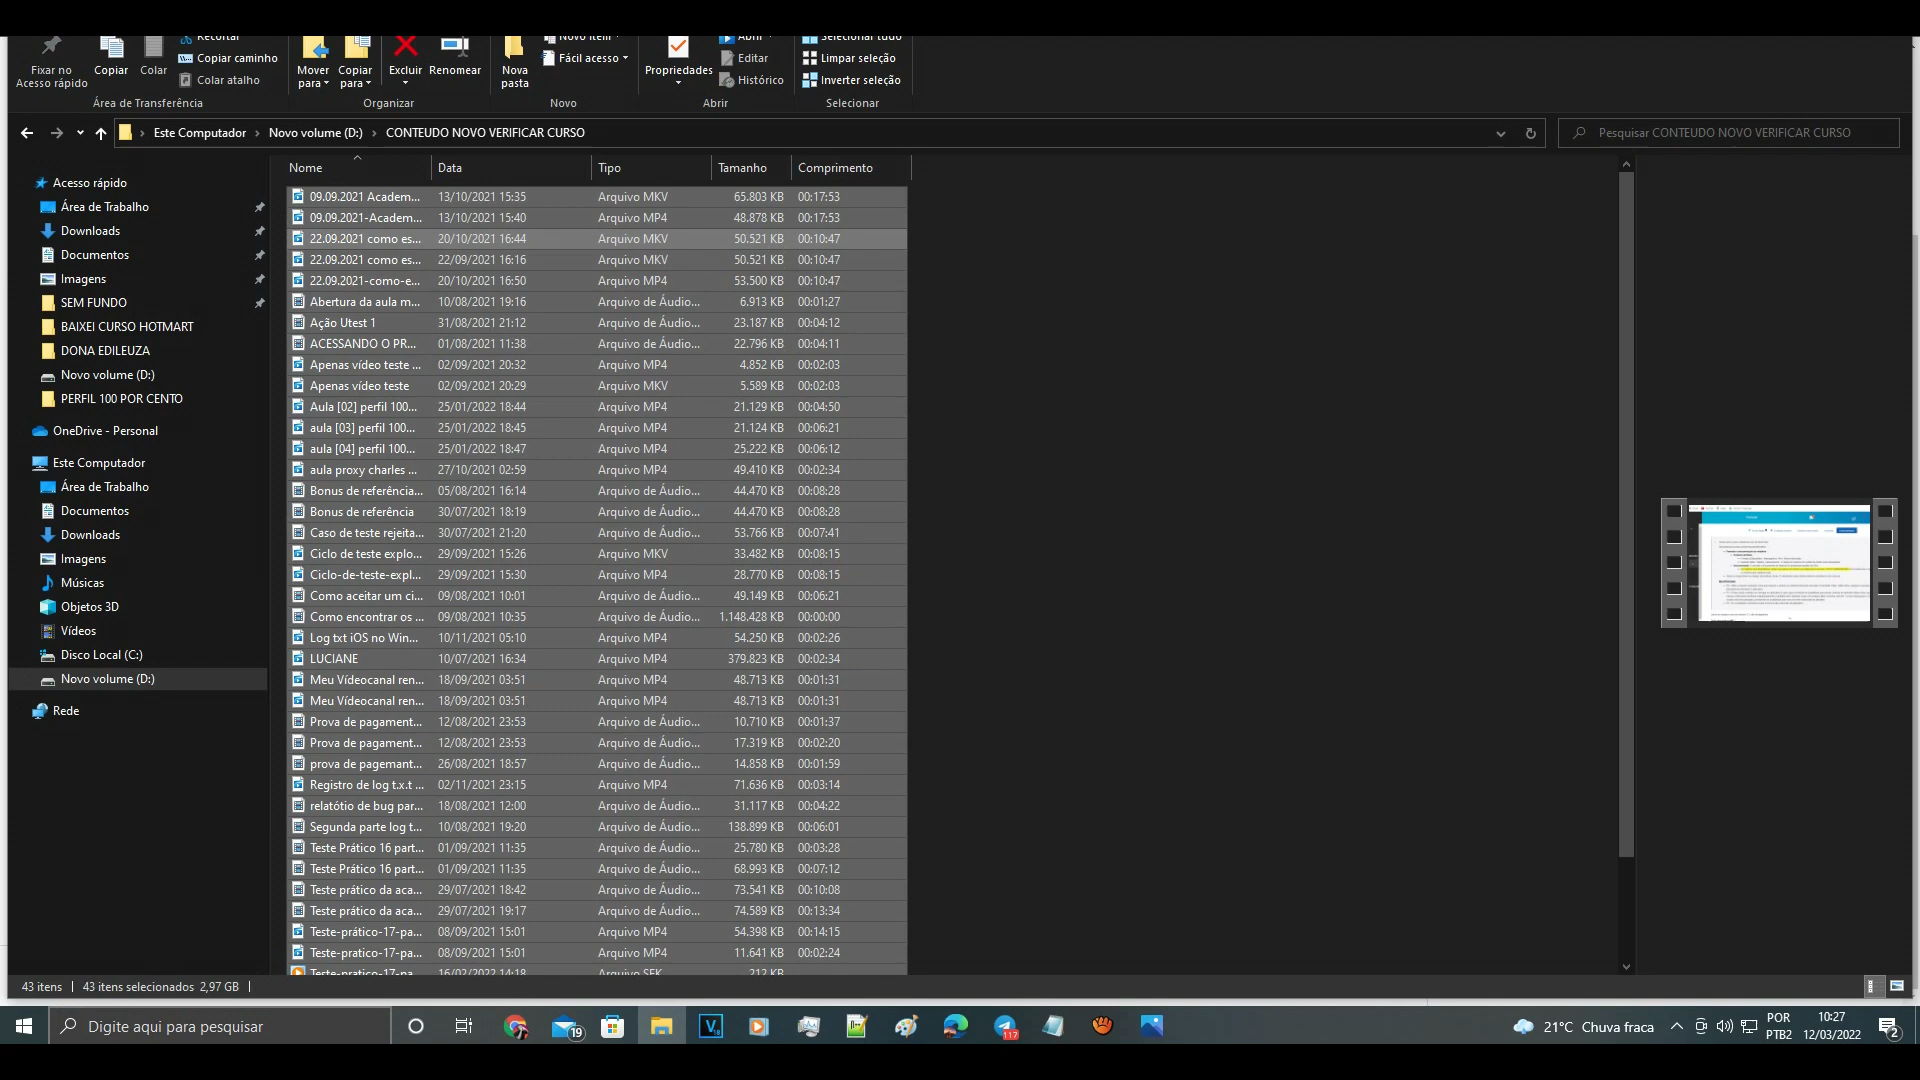 Recortar
Novo item
Abrir
Selecionar tudo
Copiar caminho
Fácil acesso
Editar
Limpar seleção
Fixar no Acesso rápido
Copiar
Colar
Colar atalho
Mover para
Copiar para
Excluir
Renomear
Nova pasta
Propriedades
Histórico
Inverter seleção
Área de Transferência
Organizar
Novo
Abrir
Selecionar
Este Computador › Novo volume (D:) › CONTEUDO NOVO VERIFICAR CURSO
Pesquisar CONTEUDO NOVO VERIFICAR CURSO
Acesso rápido
Área de Trabalho
Downloads
Documentos
Imagens
SEM FUNDO
BAIXEI CURSO HOTMART
DONA EDILEUZA
Novo volume (D:)
PERFIL 100 POR CENTO
OneDrive - Personal
Este Computador
Área de Trabalho
Documentos
Downloads
Imagens
Músicas
Objetos 3D
Vídeos
Disco Local (C:)
Novo volume (D:)
Rede
Nome Data Tipo Tamanho Comprimento
09.09.2021 Academ... 13/10/2021 15:35 Arquivo MKV 65.803 KB 00:17:53
09.09.2021-Academ... 13/10/2021 15:40 Arquivo MP4 48.878 KB 00:17:53
22.09.2021 como es... 20/10/2021 16:44 Arquivo MKV 50.521 KB 00:10:47
22.09.2021 como es... 22/09/2021 16:16 Arquivo MKV 50.521 KB 00:10:47
22.09.2021-como-e... 20/10/2021 16:50 Arquivo MP4 53.500 KB 00:10:47
Abertura da aula m... 10/08/2021 19:16 Arquivo de Áudio... 6.913 KB 00:01:27
Ação Utest 1 31/08/2021 21:12 Arquivo de Áudio... 23.187 KB 00:04:12
ACESSANDO O PR... 01/08/2021 11:38 Arquivo de Áudio... 22.796 KB 00:04:11
Apenas vídeo teste ... 02/09/2021 20:32 Arquivo MP4 4.852 KB 00:02:03
Apenas vídeo teste 02/09/2021 20:29 Arquivo MKV 5.589 KB 00:02:03
Aula [02] perfil 100... 25/01/2022 18:44 Arquivo MP4 21.129 KB 00:04:50
aula [03] perfil 100... 25/01/2022 18:45 Arquivo MP4 21.124 KB 00:06:21
aula [04] perfil 100... 25/01/2022 18:47 Arquivo MP4 25.222 KB 00:06:12
aula proxy charles ... 27/10/2021 02:59 Arquivo MP4 49.410 KB 00:02:34
Bonus de referência... 05/08/2021 16:14 Arquivo de Áudio... 44.470 KB 00:08:28
Bonus de referência 30/07/2021 18:19 Arquivo de Áudio... 44.470 KB 00:08:28
Caso de teste rejeita... 30/07/2021 21:20 Arquivo de Áudio... 53.766 KB 00:07:41
Ciclo de teste explo... 29/09/2021 15:26 Arquivo MKV 33.482 KB 00:08:15
Ciclo-de-teste-expl... 29/09/2021 15:30 Arquivo MP4 28.770 KB 00:08:15
Como aceitar um ci... 09/08/2021 10:01 Arquivo de Áudio... 49.149 KB 00:06:21
Como encontrar os ... 09/08/2021 10:35 Arquivo de Áudio... 1.148.428 KB 00:00:00
Log txt iOS no Win... 10/11/2021 05:10 Arquivo MP4 54.250 KB 00:02:26
LUCIANE 10/07/2021 16:34 Arquivo MP4 379.823 KB 00:02:34
Meu Vídeocanal ren... 18/09/2021 03:51 Arquivo MP4 48.713 KB 00:01:31
Meu Vídeocanal ren... 18/09/2021 03:51 Arquivo MP4 48.713 KB 00:01:31
Prova de pagament... 12/08/2021 23:53 Arquivo de Áudio... 10.710 KB 00:01:37
Prova de pagament... 12/08/2021 23:53 Arquivo de Áudio... 17.319 KB 00:02:20
prova de pagemant... 26/08/2021 18:57 Arquivo de Áudio... 14.858 KB 00:01:59
Registro de log t.x.t ... 02/11/2021 23:15 Arquivo MP4 71.636 KB 00:03:14
relatótio de bug par... 18/08/2021 12:00 Arquivo de Áudio... 31.117 KB 00:04:22
Segunda parte log t... 10/08/2021 19:20 Arquivo de Áudio... 138.899 KB 00:06:01
Teste Prático 16 part... 01/09/2021 11:35 Arquivo de Áudio... 25.780 KB 00:03:28
Teste Prático 16 part... 01/09/2021 11:35 Arquivo de Áudio... 68.993 KB 00:07:12
Teste prático da aca... 29/07/2021 18:42 Arquivo de Áudio... 73.541 KB 00:10:08
Teste prático da aca... 29/07/2021 19:17 Arquivo de Áudio... 74.589 KB 00:13:34
Teste-prático-17-pa... 08/09/2021 15:01 Arquivo MP4 54.398 KB 00:14:15
Teste-pratico-17-pa... 08/09/2021 15:01 Arquivo MP4 11.641 KB 00:02:24
Teste-pratico-17-pa... 16/02/2022 14:18 Arquivo SFK 212 KB
43 itens 43 itens selecionados 2,97 GB
Digite aqui para pesquisar
19
117
21°C Chuva fraca
POR
PTB2
10:27
12/03/2022
2